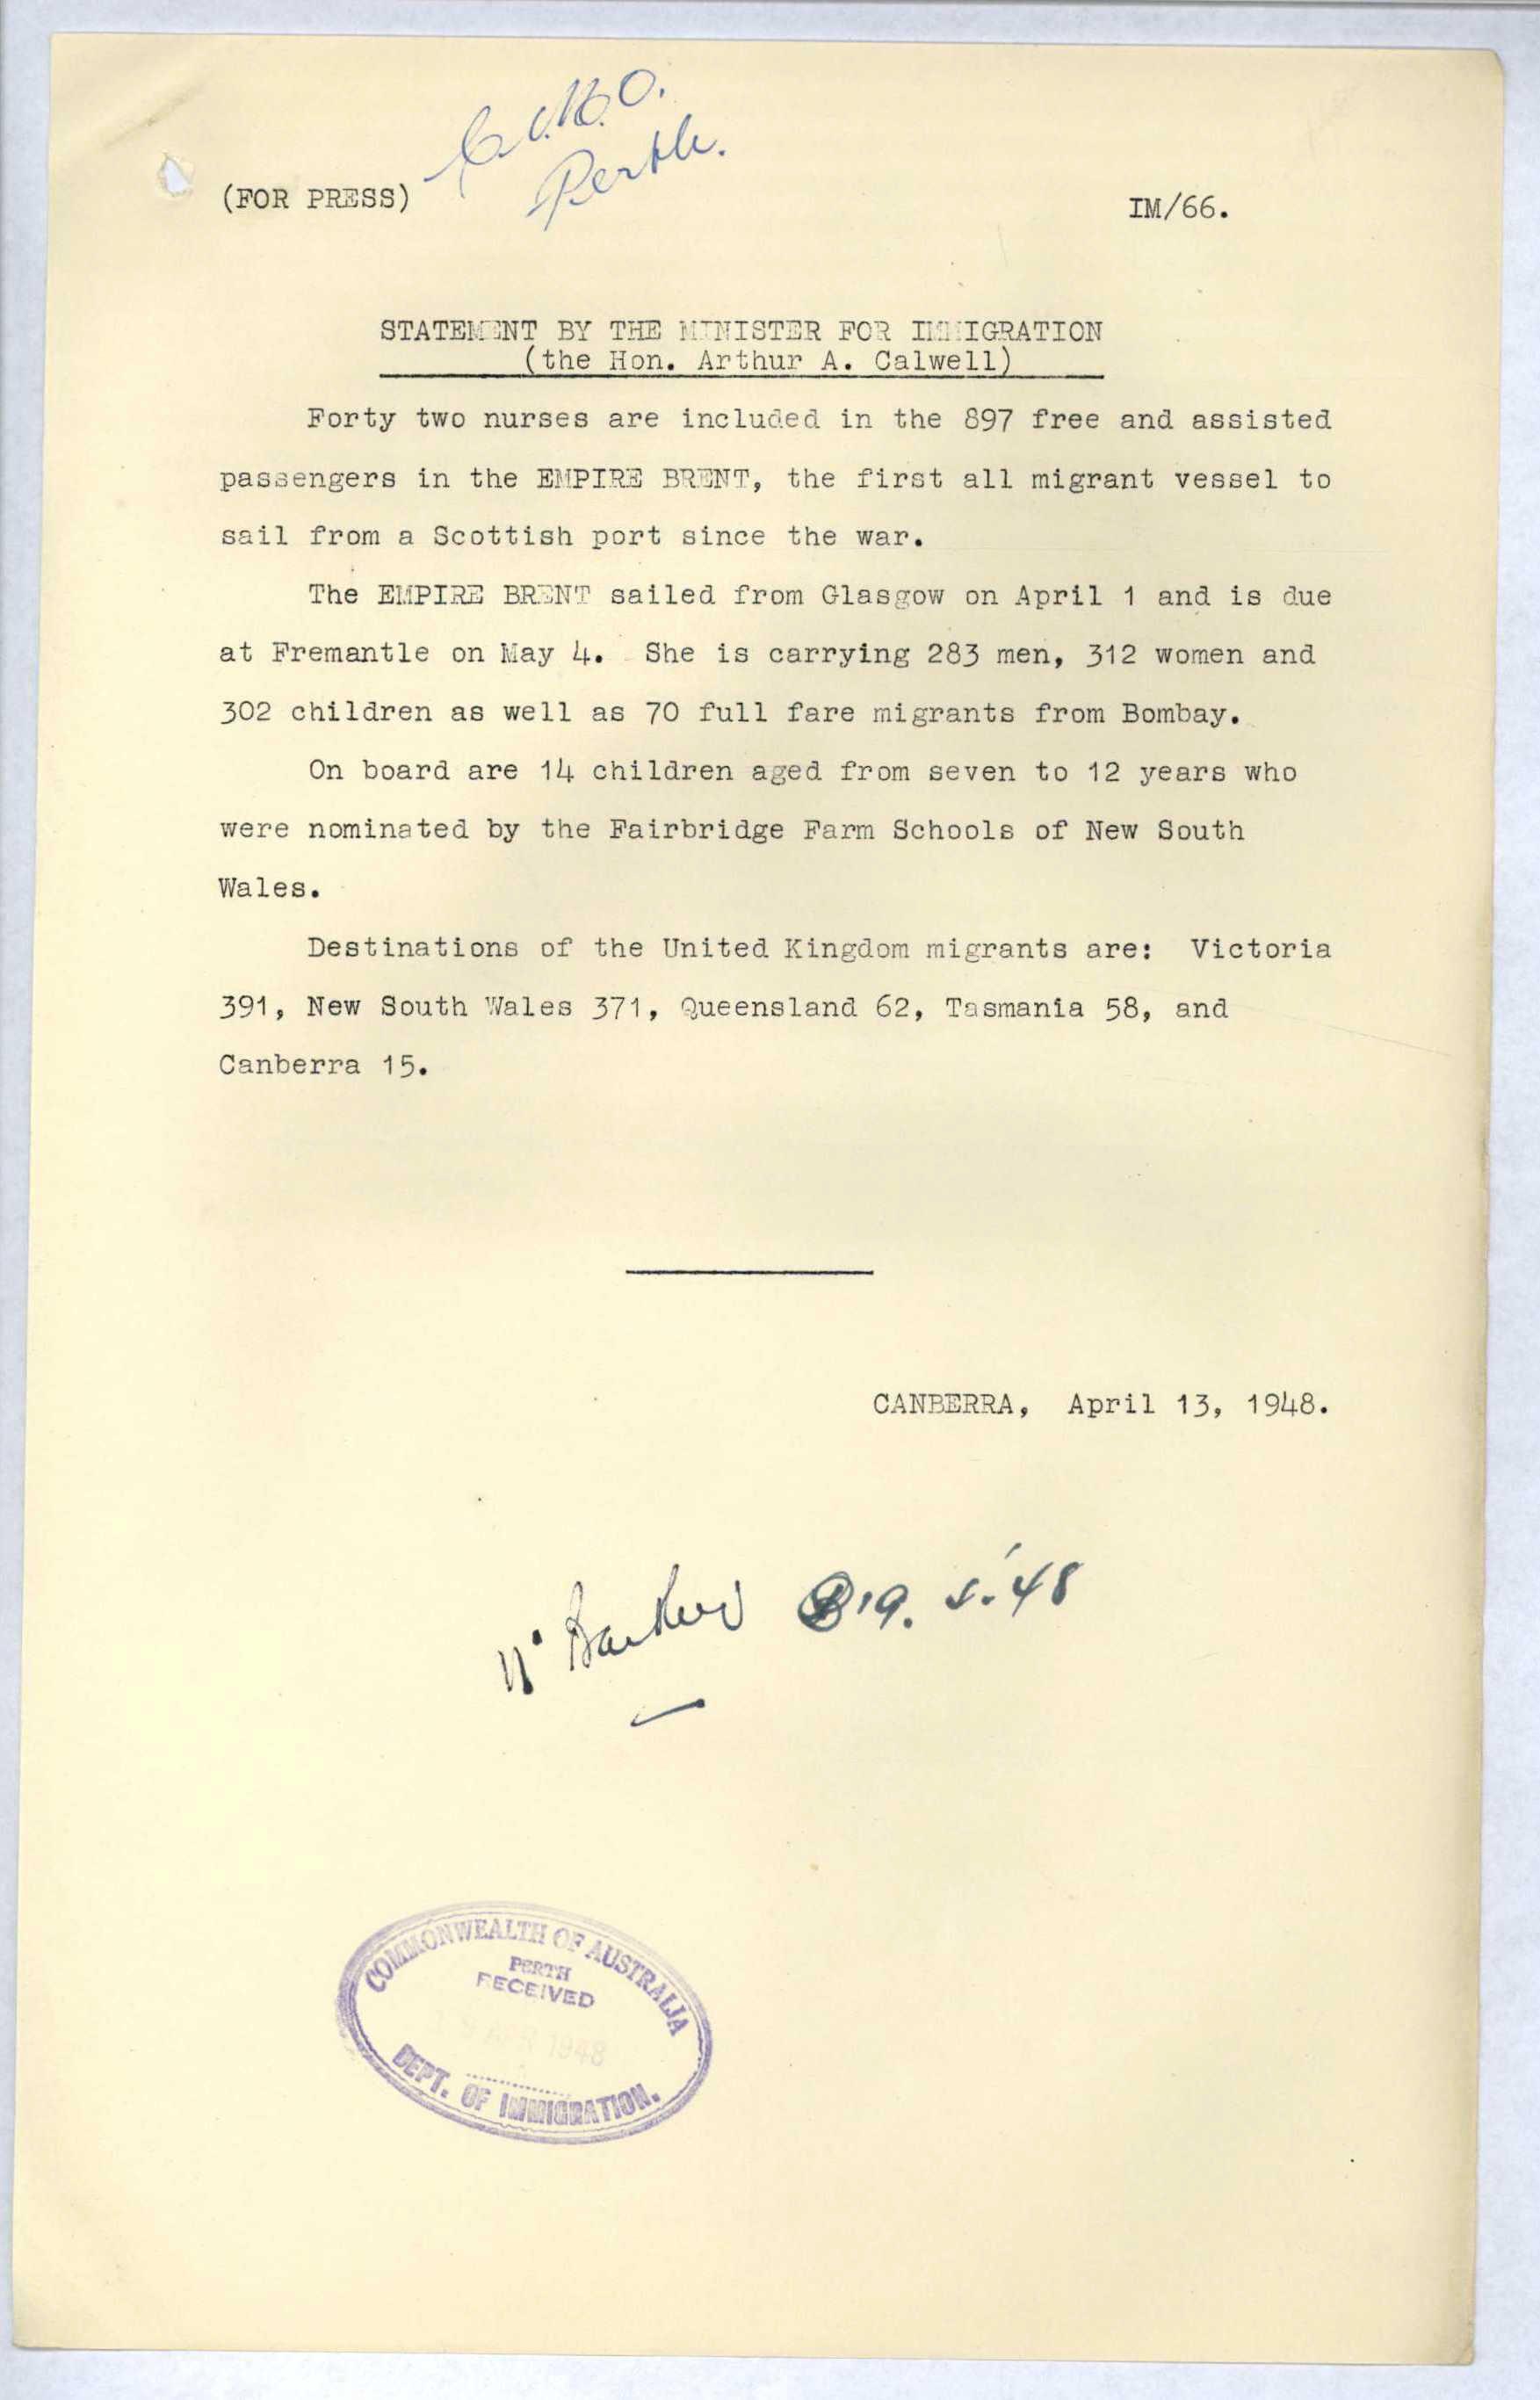 Perth.
(FOR PRESS)
IM/66.
STATEMENT BY THE MINISTER FOR IMMIGRATION
(the Hon. Arthur A. Calwell)
Forty two nurses are included in the 897 free and assisted
passengers in the EMPIRE BRENT, the first all migrant vessel to
sail from a Scottish port since the war.
The EMPIRE BRENT sailed from Glasgow on April 1 and is due
at Fremantle on May 4. She is carrying 283 men, 312 women and
302 children as well as 70 full fare migrants from Bombay.
On board are 14 children aged from seven to 12 years who
were nominated by the Fairbridge Farm Schools of New South
Wales.
Destinations of the United Kingdom migrants are: Victoria
391, New South Wales 371, Queensland 62, Tasmania 58, and
Canberra 15.
CANBERRA, April 13, 1948.
COMMONWEALTH OF AUSTRALIA
PERTH
RECEIVED
APR 1948
DEPT. OF IMMIGRATION.